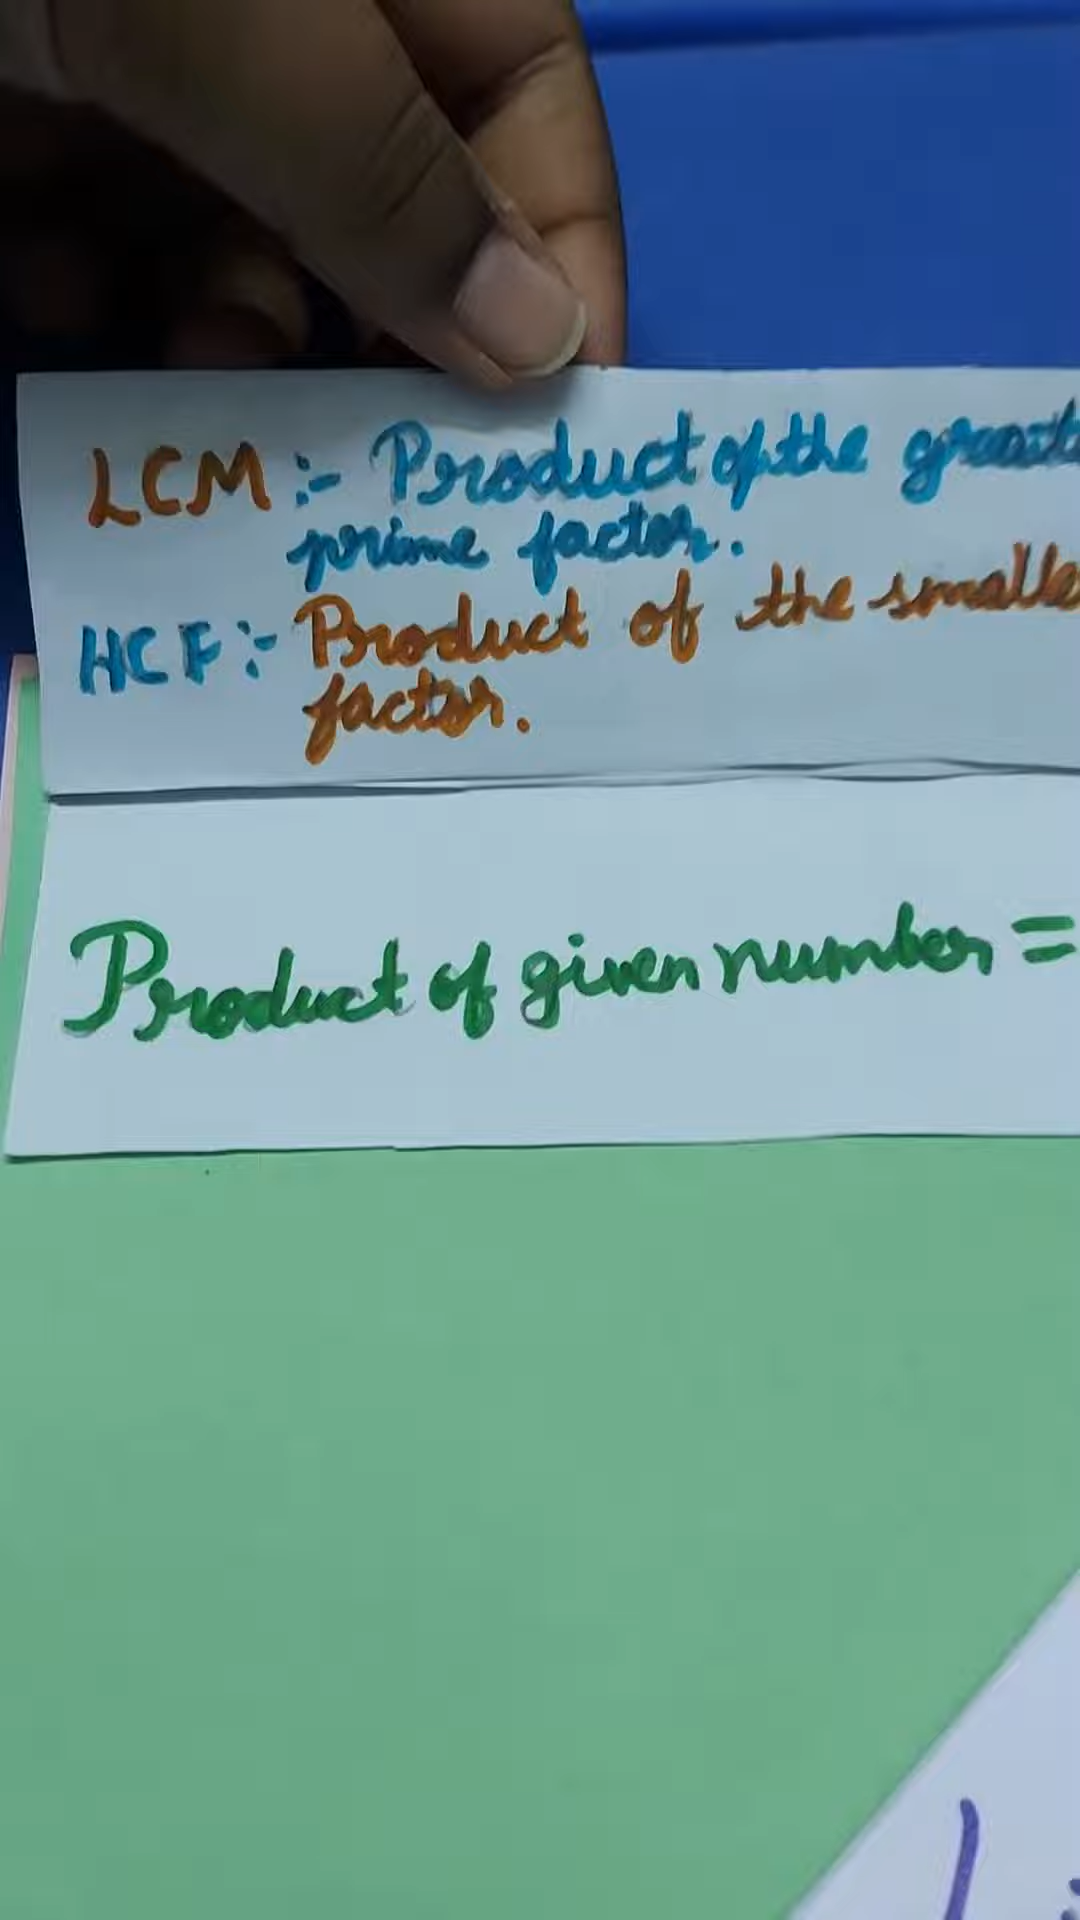 LCM :- Product of the
prime factor.
HCF :- Product of the
factor.
Product of given number =